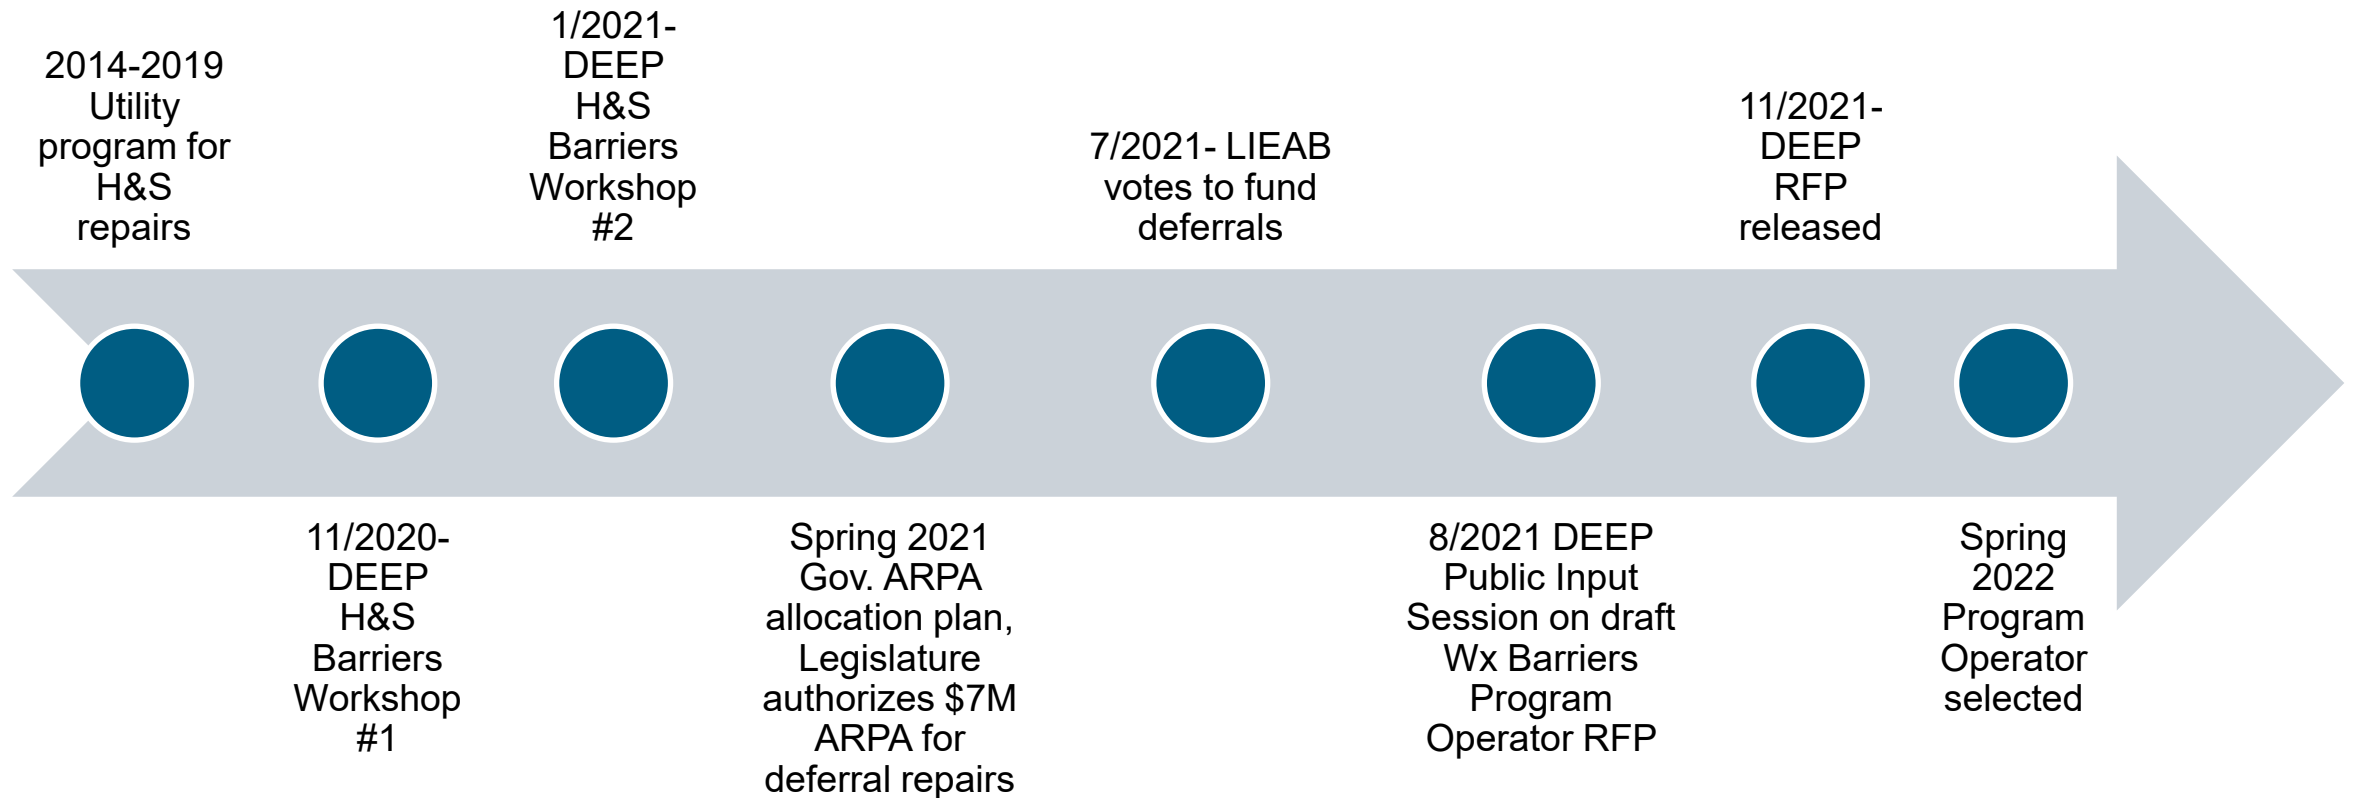 2014-2019
Utility
program for
H&S
repairs
11/2020-
DEEP
H&S
Barriers
Workshop
#1
1/2021-
DEEP
H&S
Barriers
Workshop
#2
Spring 2021
Gov. ARPA
allocation plan,
Legislature
authorizes $7M
ARPA for
deferral repairs
7/2021- LIEAB
votes to fund
deferrals
8/2021 DEEP
Public Input
Session on draft
Wx Barriers
Program
Operator RFP
11/2021-
DEEP
RFP
released
Spring
2022
Program
Operator
selected